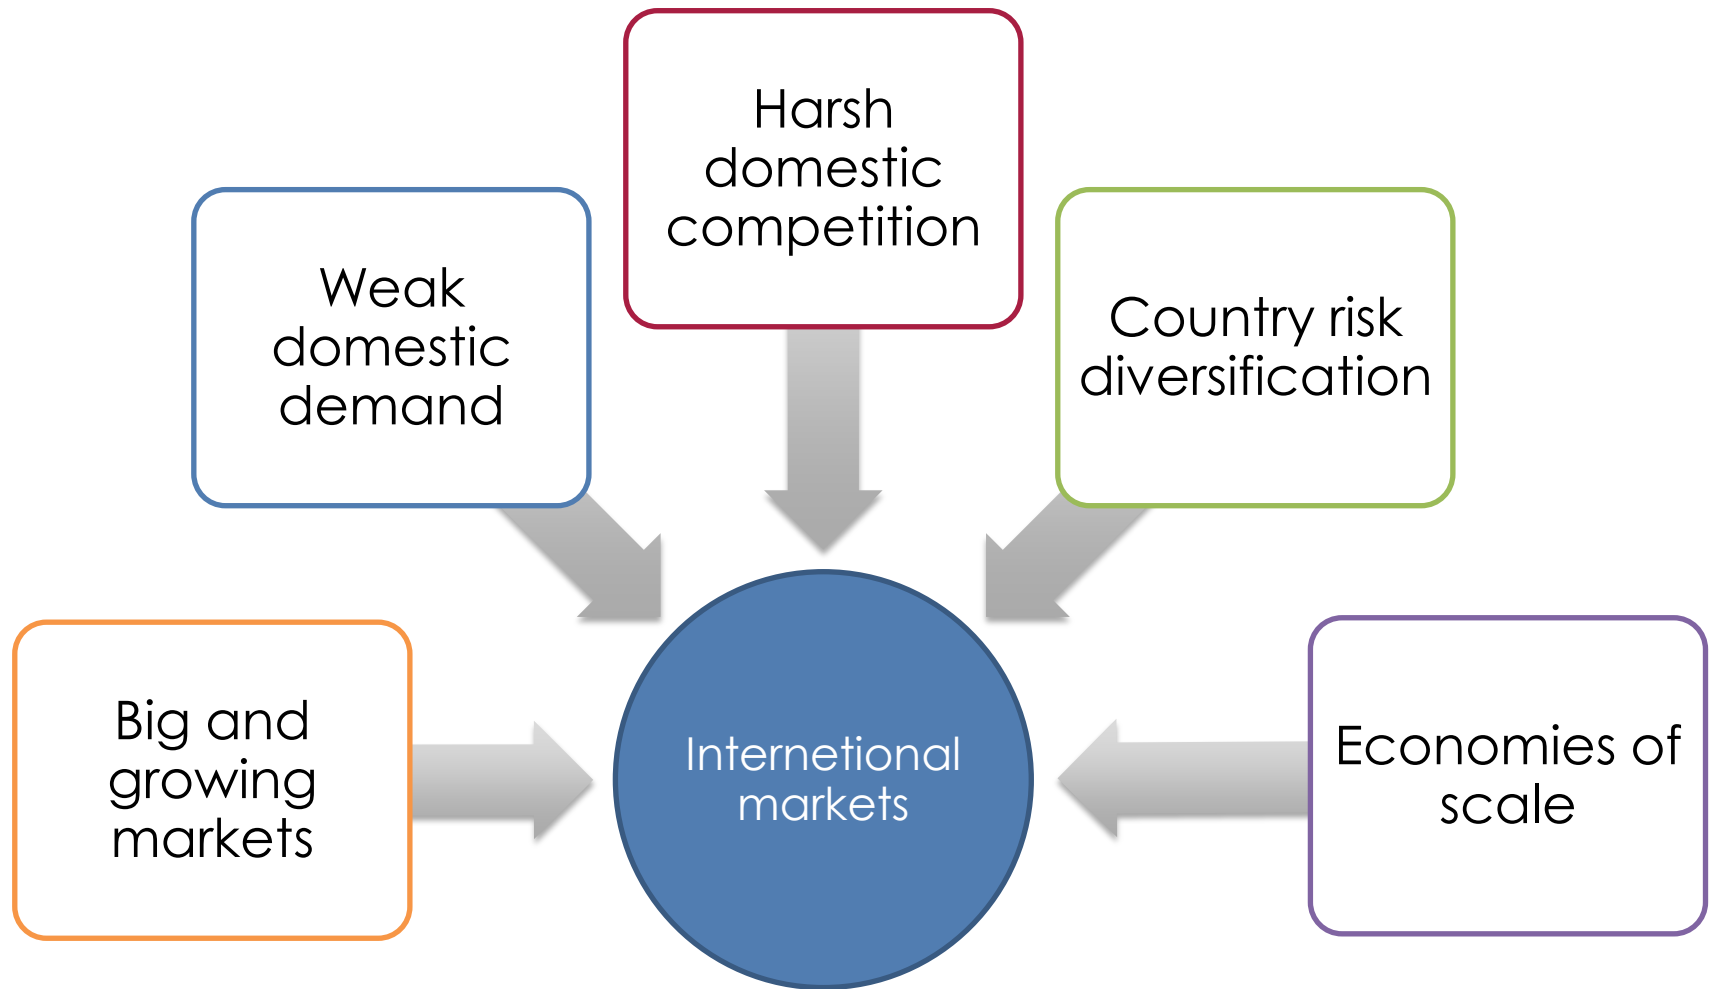 Harsh
domestic
competition
Weak
domestic
demand
Country risk
diversification
Big and
growing
markets
Internetional
markets
Economies of
scale